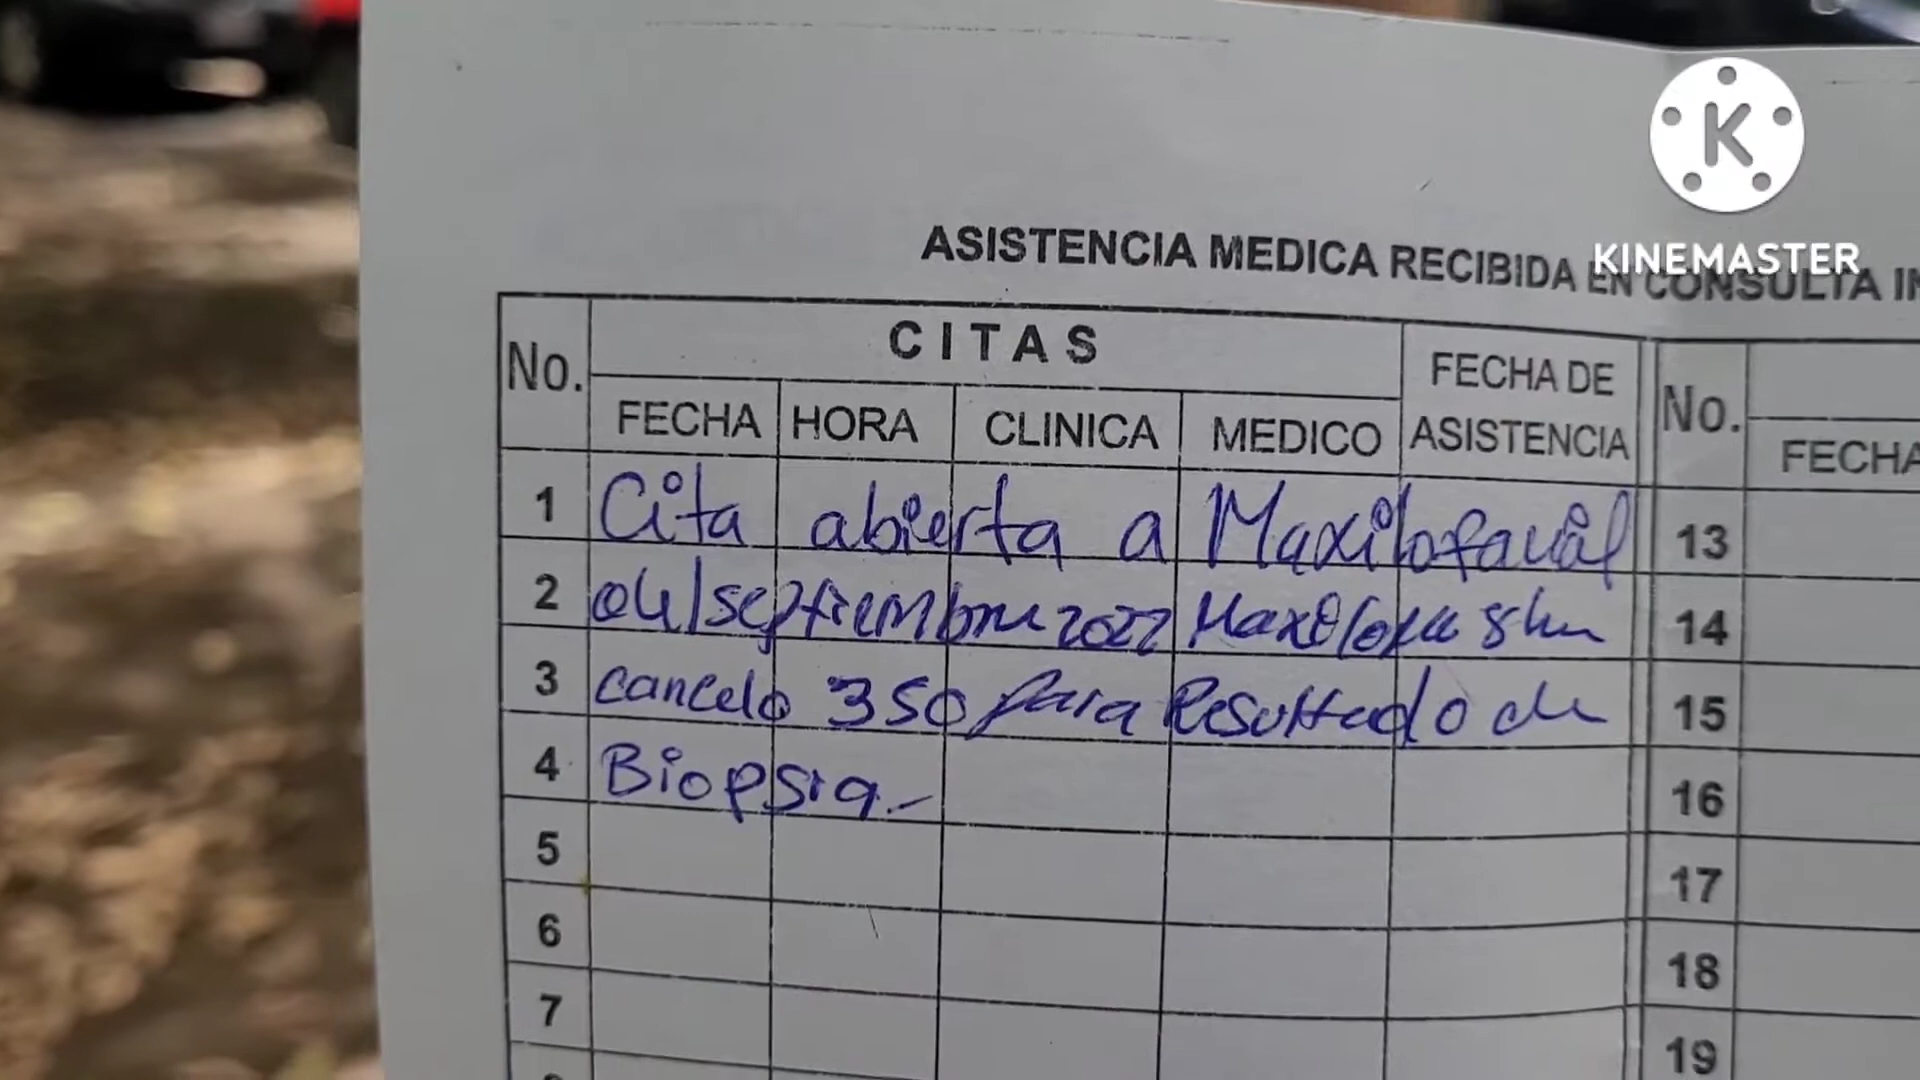 K
KINEMASTER
ASISTENCIA MEDICA RECIBIDA EN CONSULTA
No. CITAS FECHA DE ASISTENCIA No.
FECHA HORA CLINICA MEDICO FECHA
1 Cita abierta a Maxilofacial 13
2 04/septiembre 2022 14
3 cancelo 350 para Resultado de 15
4 Biopsia.- 16
5 17
6 18
7 19